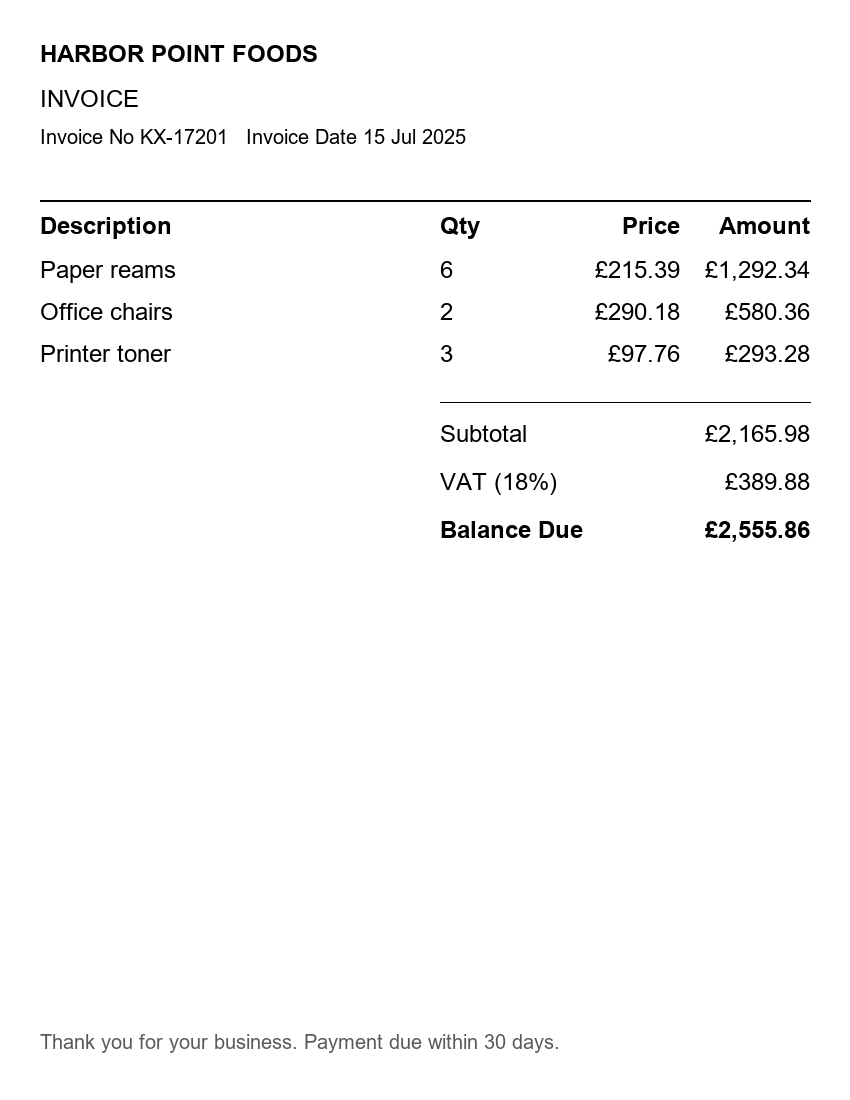 HARBOR POINT FOODS
INVOICE
Invoice No KX-17201 Invoice Date 15 Jul 2025
Description Qty Price Amount
Paper reams 6 £215.39 £1,292.34
Office chairs 2 £290.18 £580.36
Printer toner 3 £97.76 £293.28
Subtotal £2,165.98
VAT (18%) £389.88
Balance Due £2,555.86
Thank you for your business. Payment due within 30 days.